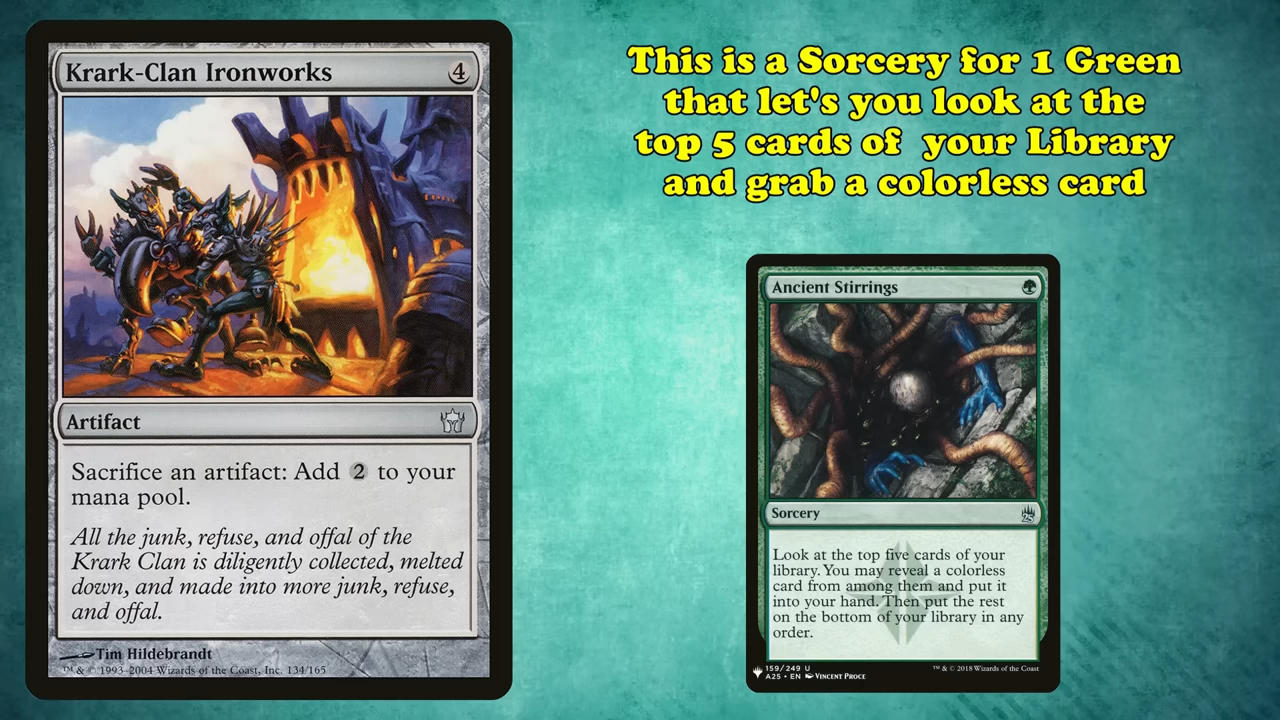 Krark-Clan Ironworks 4
Artifact
Sacrifice an artifact: Add 2 to your
mana pool.
All the junk, refuse, and offal of the
Krark Clan is diligently collected, melted
down, and made into more junk, refuse,
and offal.
Tim Hildebrandt
™ & © 1993–2004 Wizards of the Coast, Inc. 134/165
This is a Sorcery for 1 Green
that let's you look at the
top 5 cards of your Library
and grab a colorless card
Ancient Stirrings
Sorcery
Look at the top five cards of your
library. You may reveal a colorless
card from among them and put it
into your hand. Then put the rest
on the bottom of your library in any
order.
159/249 U
A25 • EN Vincent Proce
™ & © 2018 Wizards of the Coast